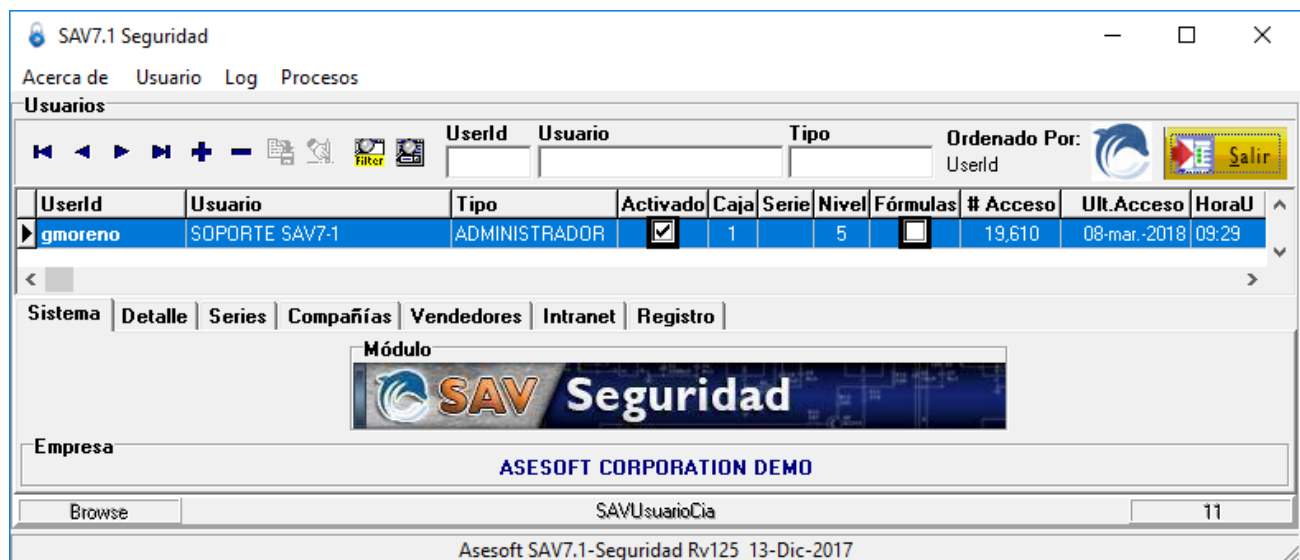 SAV7.1 Seguridad
Acerca de Usuario Log Procesos
Usuarios
UserId Usuario Tipo Ordenado Por:
Filter UserId Salir
UserId Usuario Tipo Activado Caja Serie Nivel Fórmulas # Acceso Ult.Acceso HoraU
gmoreno SOPORTE SAV7-1 ADMINISTRADOR 1 5 19,610 08-mar.-2018 09:29
Sistema Detalle Series Compañías Vendedores Intranet Registro
Módulo
SAV Seguridad
Empresa
ASESOFT CORPORATION DEMO
Browse SAVUsuarioCia 11
Asesoft SAV7.1-Seguridad Rv125 13-Dic-2017